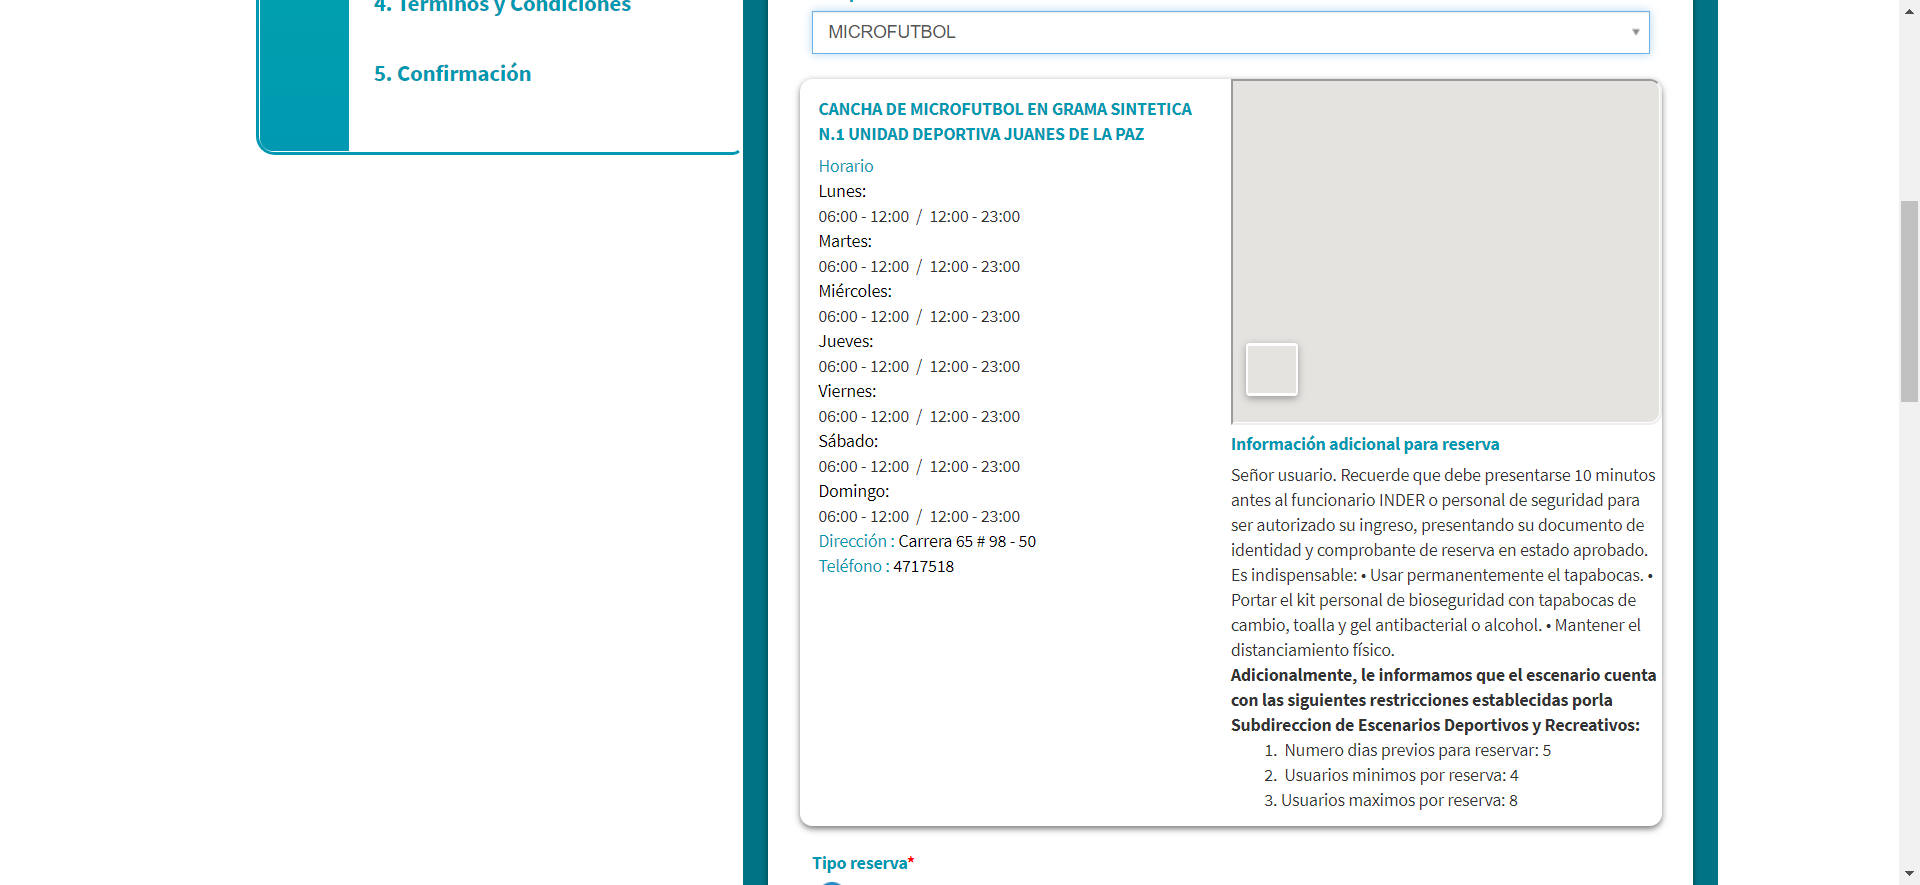 4. Términos y Condiciones
5. Confirmación
MICROFUTBOL
CANCHA DE MICROFUTBOL EN GRAMA SINTETICA
N.1 UNIDAD DEPORTIVA JUANES DE LA PAZ
Horario
Lunes:
06:00 - 12:00 / 12:00 - 23:00
Martes:
06:00 - 12:00 / 12:00 - 23:00
Miércoles:
06:00 - 12:00 / 12:00 - 23:00
Jueves:
06:00 - 12:00 / 12:00 - 23:00
Viernes:
06:00 - 12:00 / 12:00 - 23:00
Sábado:
06:00 - 12:00 / 12:00 - 23:00
Domingo:
06:00 - 12:00 / 12:00 - 23:00
Dirección : Carrera 65 # 98 - 50
Teléfono : 4717518
Información adicional para reserva
Señor usuario. Recuerde que debe presentarse 10 minutos
antes al funcionario INDER o personal de seguridad para
ser autorizado su ingreso, presentando su documento de
identidad y comprobante de reserva en estado aprobado.
Es indispensable: • Usar permanentemente el tapabocas. •
Portar el kit personal de bioseguridad con tapabocas de
cambio, toalla y gel antibacterial o alcohol. • Mantener el
distanciamiento físico.
Adicionalmente, le informamos que el escenario cuenta
con las siguientes restricciones establecidas porla
Subdireccion de Escenarios Deportivos y Recreativos:
1. Numero dias previos para reservar: 5
2. Usuarios minimos por reserva: 4
3. Usuarios maximos por reserva: 8
Tipo reserva*